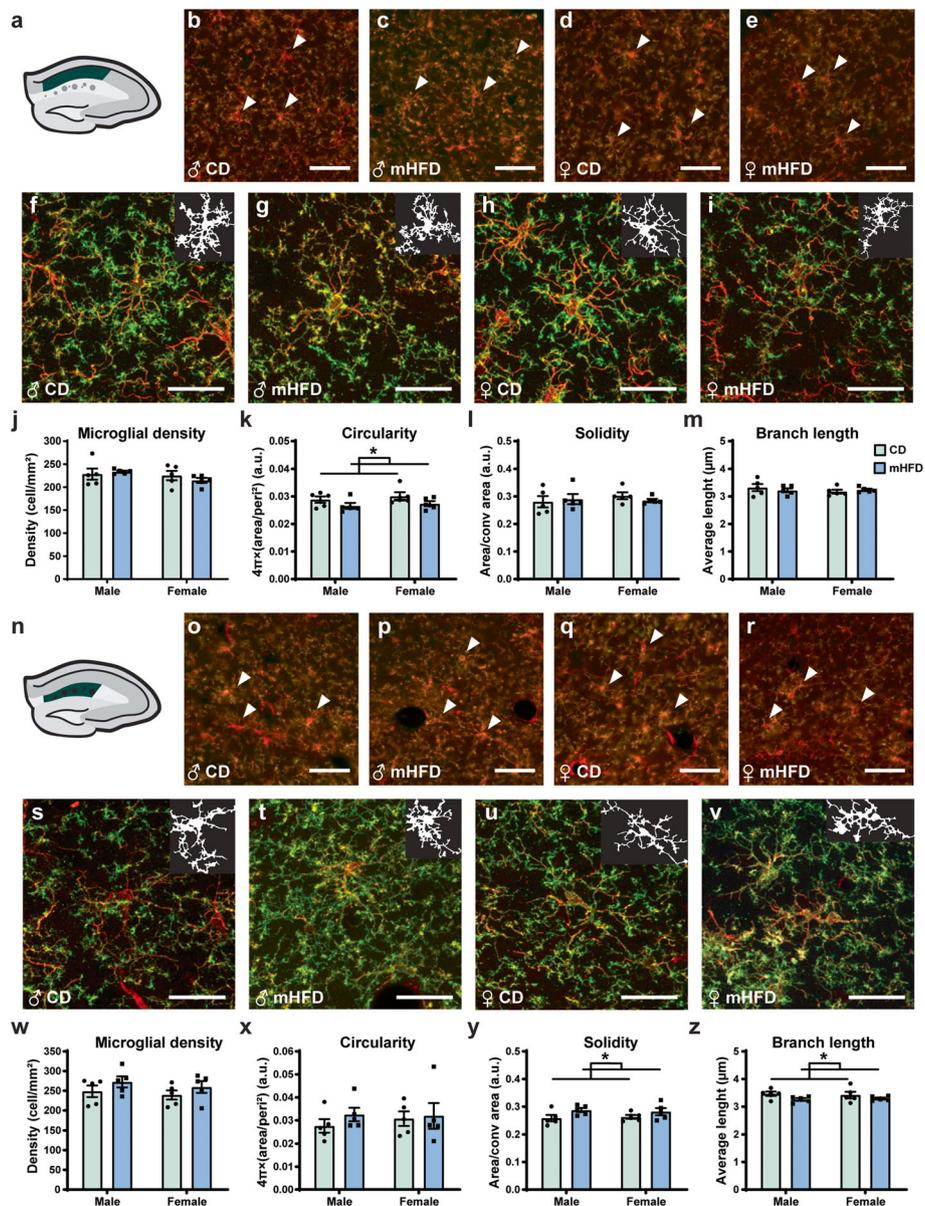 a
b
♂ CD
c
♂ mHFD
d
♀ CD
e
♀ mHFD
f
♂ CD
g
♂ mHFD
h
♀ CD
i
♀ mHFD
j
Microglial density
Density (cell/mm²)
300
250
200
150
100
50
0
Male Female
k
Circularity
4π×(area/peri²) (a.u.)
0.05
0.04
0.03
0.02
0.01
0.00
*
Male Female
l
Solidity
Area/conv area (a.u.)
0.5
0.4
0.3
0.2
0.1
0.0
Male Female
m
Branch length
Average lenght (µm)
5
4
3
2
1
0
Male Female
CD
mHFD
n
o
♂ CD
p
♂ mHFD
q
♀ CD
r
♀ mHFD
s
♂ CD
t
♂ mHFD
u
♀ CD
v
♀ mHFD
w
Microglial density
Density (cell/mm²)
350
300
250
200
150
100
50
0
Male Female
x
Circularity
4π×(area/peri²) (a.u.)
0.06
0.05
0.04
0.03
0.02
0.01
0.00
Male Female
y
Solidity
Area/conv area (a.u.)
0.5
0.4
0.3
0.2
0.1
0.0
*
Male Female
z
Branch length
Average lenght (µm)
5
4
3
2
1
0
*
Male Female